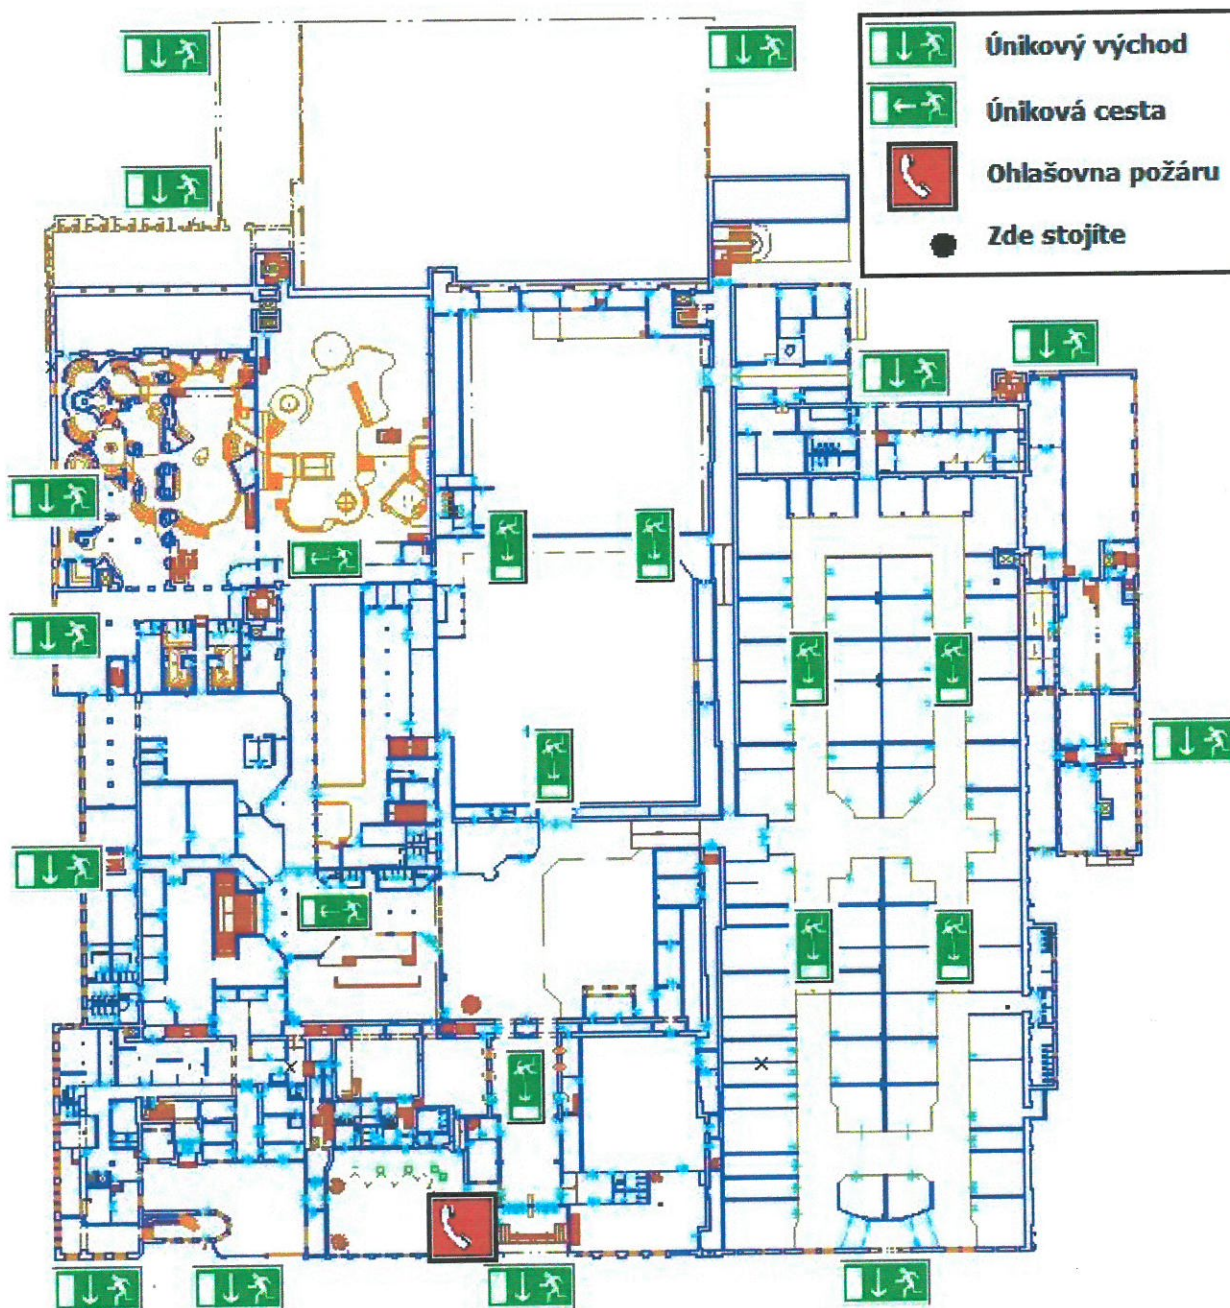 Únikový východ
Úniková cesta
Ohlašovna požáru
Zde stojíte